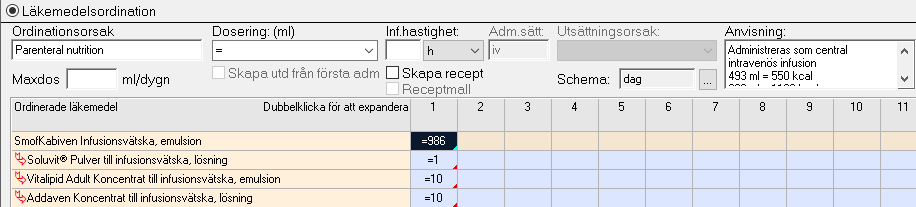 Läkemedelsordination
Ordinationsorsak Dosering: (ml) Inf.hastighet: Adm.sätt: Utsättningsorsak: Anvisning:
Parenteral nutrition = h iv Administreras som central
intravenös infusion
493 ml = 550 kcal
Skapa utd från första adm Skapa recept
Maxdos ml/dygn Receptmall Schema: dag ...
Ordinerade läkemedel Dubbelklicka för att expandera 1 2 3 4 5 6 7 8 9 10 11
SmofKabiven Infusionsvätska, emulsion =986
Soluvit® Pulver till infusionsvätska, lösning =1
Vitalipid Adult Koncentrat till infusionsvätska, emulsion =10
Addaven Koncentrat till infusionsvätska, lösning =10